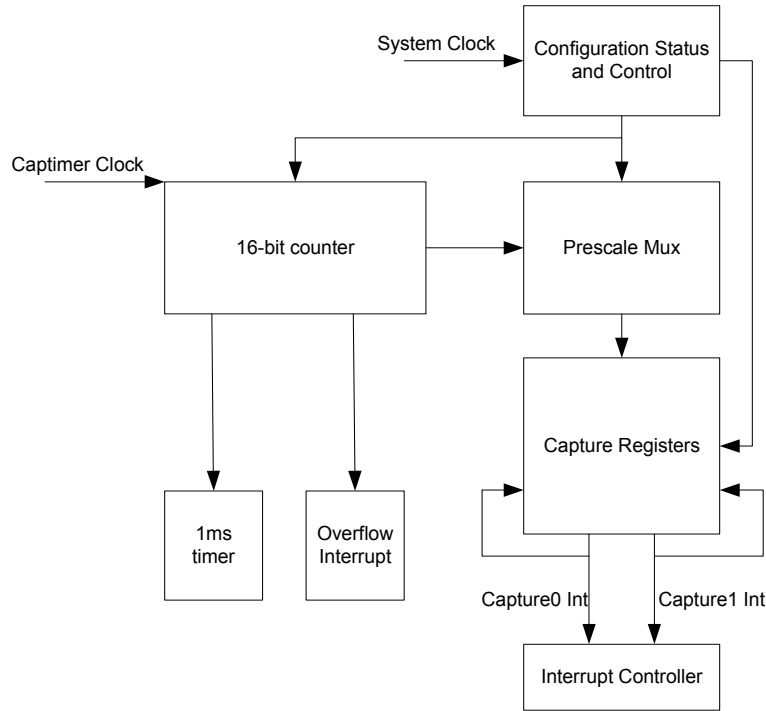 System Clock
Configuration Status
and Control
Captimer Clock
16-bit counter
Prescale Mux
Capture Registers
1ms
timer
Overflow
Interrupt
Capture0 Int
Capture1 Int
Interrupt Controller